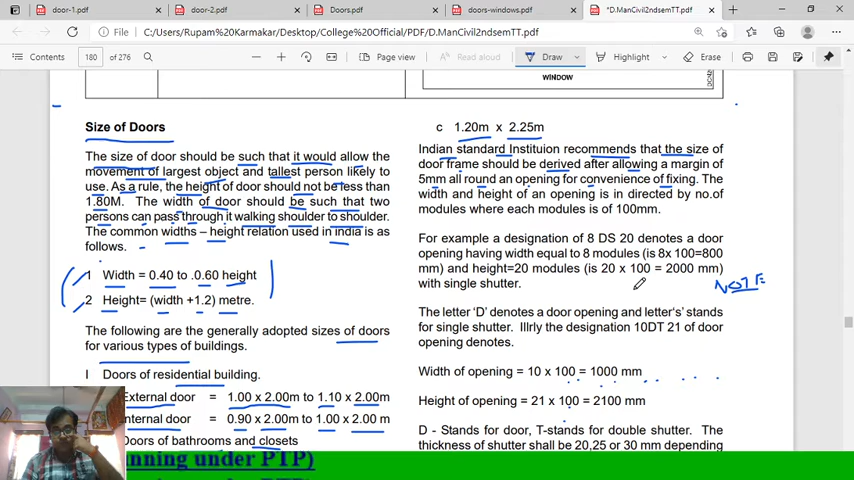 door-1.pdf
door-2.pdf
Doors.pdf
doors-windows.pdf
*D.ManCivil2ndsemTT.pdf
File
C:/Users/Rupam%20Karmakar/Desktop/College%20Official/PDF/D.ManCivil2ndsemTT.pdf
Contents
180
of 276
Read aloud
Draw
Highlight
Erase
WINDOW
Size of Doors
The size of door should be such that it would allow the
movement of largest object and tallest person likely to
use. As a rule, the height of door should not be less than
1.80M. The width of door should be such that two
persons can pass through it walking shoulder to shoulder.
The common widths – height relation used in india is as
follows.
1 Width = 0.40 to .0.60 height
2 Height= (width +1.2) metre.
The following are the generally adopted sizes of doors
for various types of buildings.
I Doors of residential building.
External door = 1.00 x 2.00m to 1.10 x 2.00m
nternal door = 0.90 x 2.00m to 1.00 x 2.00 m
Doors of bathrooms and closets
c 1.20m x 2.25m
Indian standard Instituion recommends that the size of
door frame should be derived after allowing a margin of
5mm all round an opening for convenience of fixing. The
width and height of an opening is in directed by no.of
modules where each modules is of 100mm.
For example a designation of 8 DS 20 denotes a door
opening having width equal to 8 modules (is 8x 100=800
mm) and height=20 modules (is 20 x 100 = 2000 mm)
with single shutter.
NOTE
The letter 'D' denotes a door opening and letter's' stands
for single shutter. Illrly the designation 10DT 21 of door
opening denotes.
Width of opening = 10 x 100 = 1000 mm
Height of opening = 21 x 100 = 2100 mm
D - Stands for door, T-stands for double shutter. The
thickness of shutter shall be 20,25 or 30 mm depending
nning under PTP)